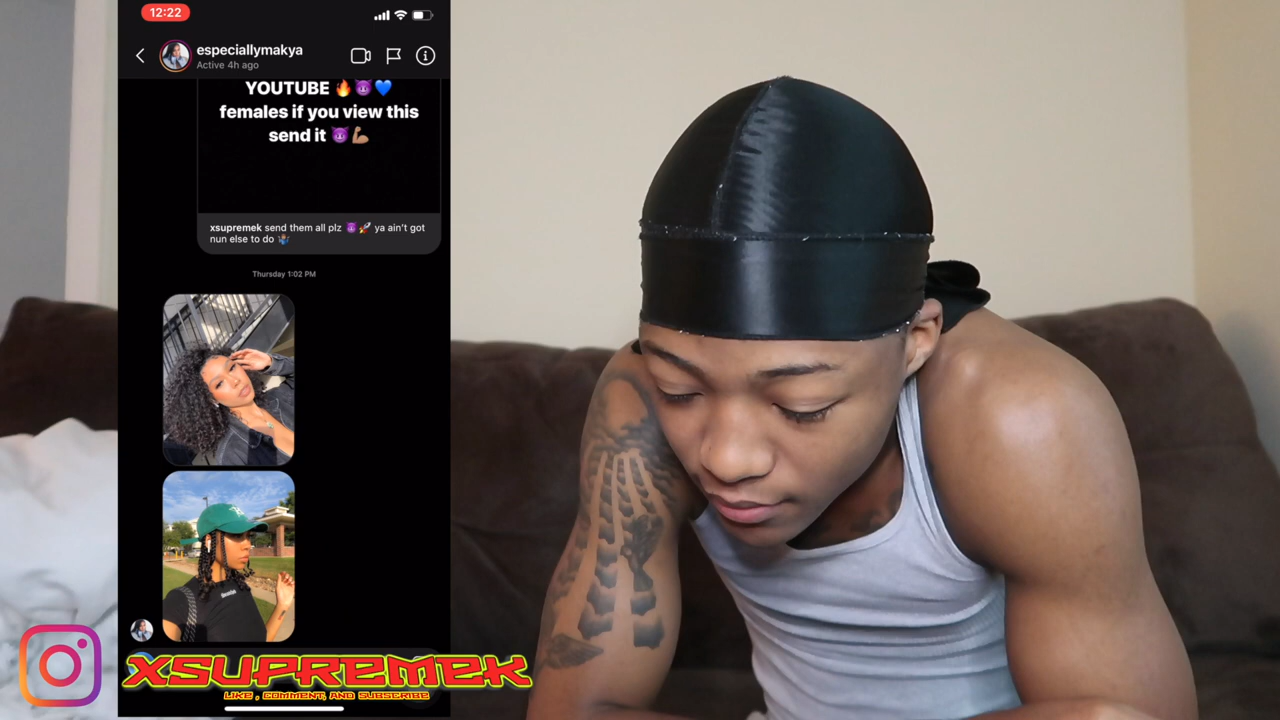 12:22
especiallymakya
Active 4h ago
YOUTUBE 🔥😈💙
females if you view this
send it 😈💪🏽
xsupremek send them all plz 😈🚀 ya ain't got
nun else to do 🤷🏽‍♂️
Thursday 1:02 PM
XSUPREMEK
LIKE , COMMENT, AND SUBSCRIBE